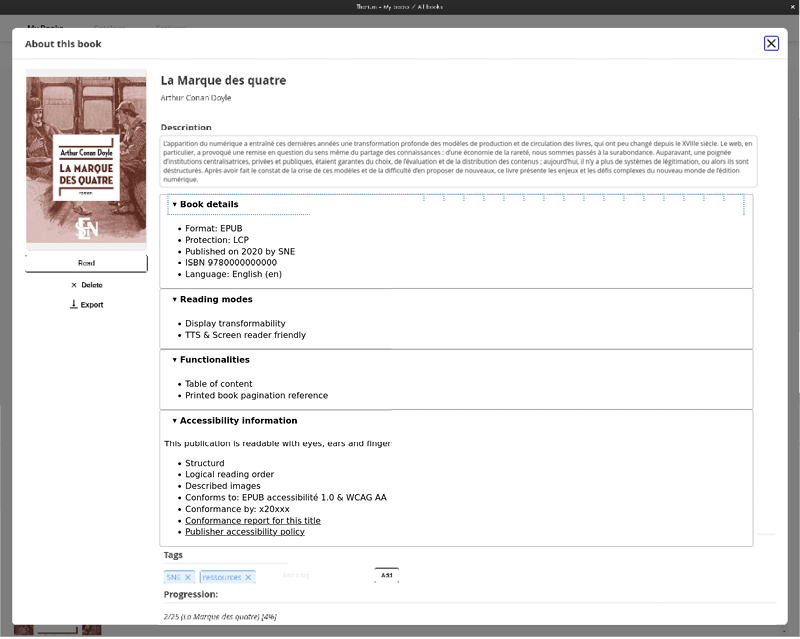 Thorium - My books / All books
About this book
La Marque des quatre
Arthur Conan Doyle
Arthur Conan Doyle
LA MARQUE
DES QUATRE
roman
SNE
Read
Delete
Export
Description
L'apparition du numérique a entraîné ces dernières années une transformation profonde des modèles de production et de circulation des livres, qui ont peu changé depuis le XVIIIe siècle. Le web, en
particulier, a provoqué une remise en question du sens même du partage des connaissances : d'une économie de la rareté, nous sommes passés à la surabondance. Auparavant, une poignée
d'institutions centralisatrices, privées et publiques, étaient garantes du choix, de l'évaluation et de la distribution des contenus ; aujourd'hui, il n'y a plus de systèmes de légitimation, ou alors ils sont
déstructurés. Après avoir fait le constat de la crise de ces modèles et de la difficulté d'en proposer de nouveaux, ce livre présente les enjeux et les défis complexes du nouveau monde de l'édition
numérique.
▾ Book details
• Format: EPUB
• Protection: LCP
• Published on 2020 by SNE
• ISBN 9780000000000
• Language: English (en)
▾ Reading modes
• Display transformability
• TTS & Screen reader friendly
▾ Functionalities
• Table of content
• Printed book pagination reference
▾ Accessibility information
This publication is readable with eyes, ears and finger
• Structurd
• Logical reading order
• Described images
• Conforms to: EPUB accessibilité 1.0 & WCAG AA
• Conformance by: x20xxx
• Conformance report for this title
• Publisher accessibility policy
Tags
SNE ✕ ressources ✕ Add a tag Add
Progression:
2/25 (La Marque des quatre) [4%]